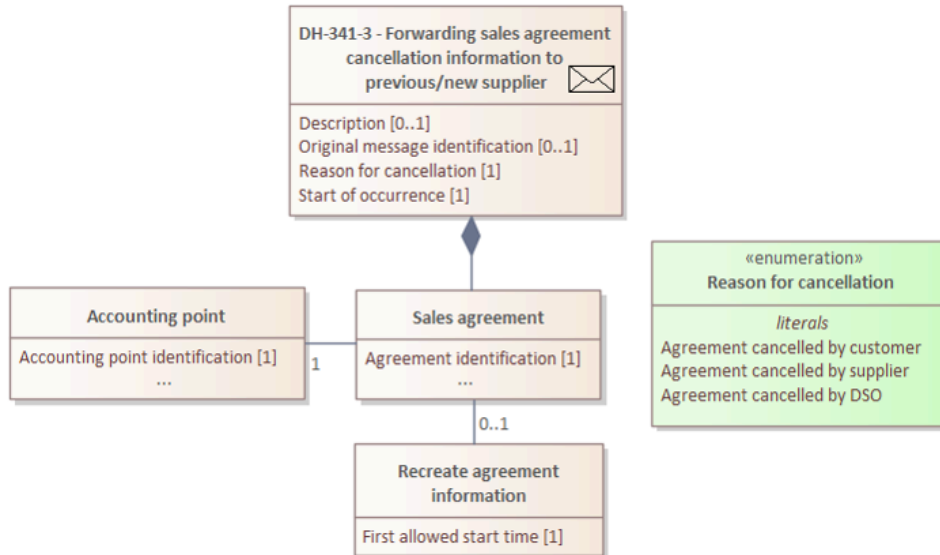 DH-341-3 - Forwarding sales agreement
cancellation information to
previous/new supplier
Description [0..1]
Original message identification [0..1]
Reason for cancellation [1]
Start of occurrence [1]
«enumeration»
Reason for cancellation
literals
Agreement cancelled by customer
Agreement cancelled by supplier
Agreement cancelled by DSO
Accounting point
Accounting point identification [1]
...
1
Sales agreement
Agreement identification [1]
...
0..1
Recreate agreement
information
First allowed start time [1]